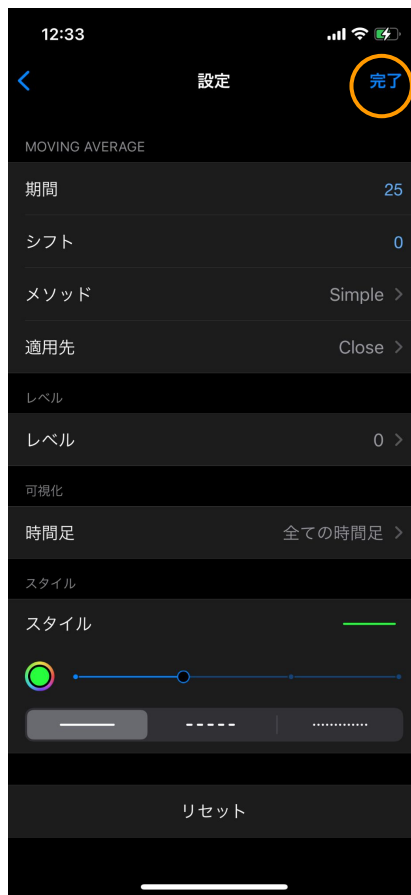 12:33
設定
完了
MOVING AVERAGE
期間 25
シフト 0
メソッド Simple
適用先 Close
レベル
レベル 0
可視化
時間足 全ての時間足
スタイル
スタイル
リセット